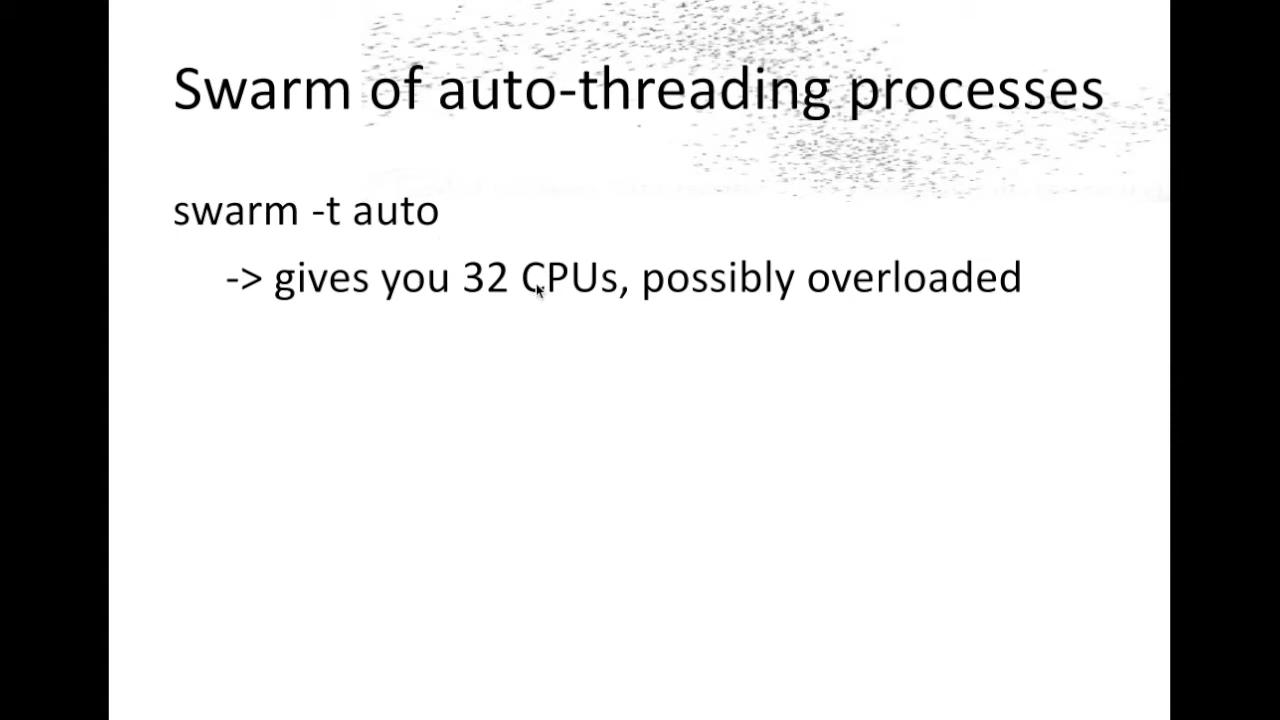 Swarm of auto-threading processes
swarm -t auto
-> gives you 32 CPUs, possibly overloaded